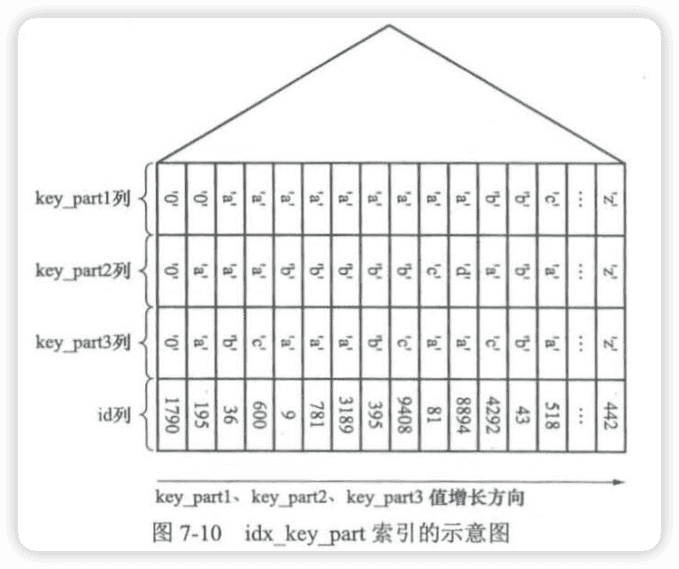 key_part1列 '0' '0' 'a' 'a' 'a' 'a' 'a' 'a' 'a' 'a' 'a' 'b' 'b' 'c' … 'z'
key_part2列 '0' 'a' 'a' 'a' 'b' 'b' 'b' 'b' 'b' 'c' 'd' 'a' 'b' 'a' … 'z'
key_part3列 '0' 'a' 'b' 'c' 'a' 'a' 'b' 'b' 'c' 'a' 'a' 'c' 'b' 'a' … 'z'
id列 1790 195 36 600 9 781 3189 395 9408 81 8894 4292 43 518 … 442
key_part1、key_part2、key_part3 值增长方向
图 7-10 idx_key_part 索引的示意图